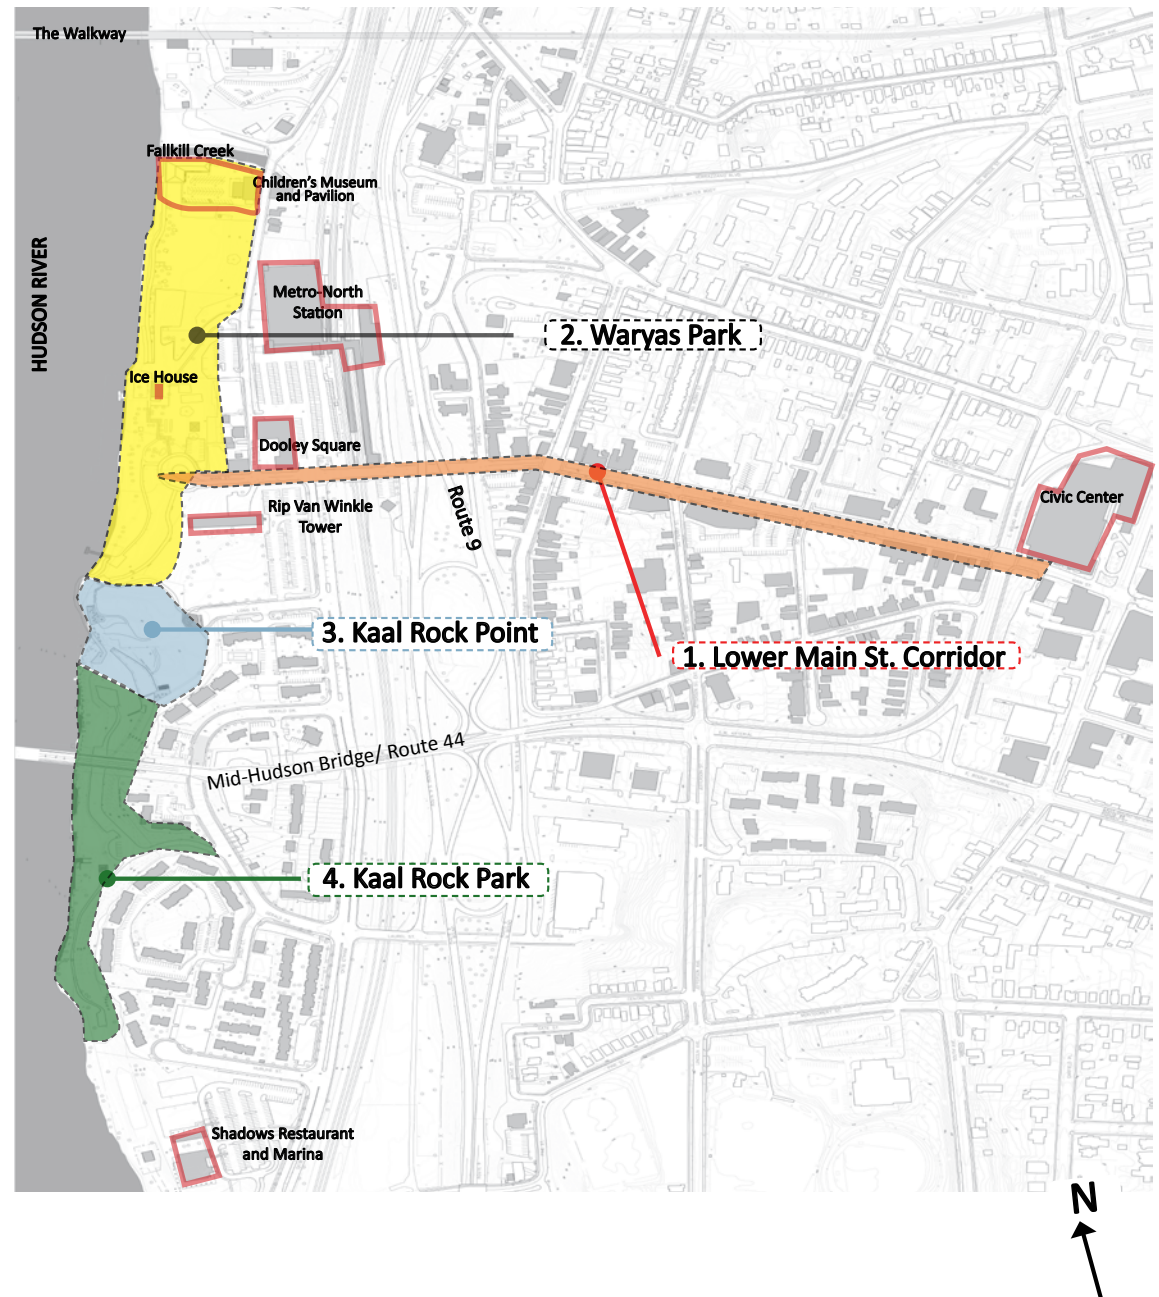 The Walkway
Fallkill Creek
Children's Museum
and Pavilion
HUDSON RIVER
Metro-North
Station
2. Waryas Park
Ice House
Dooley Square
Rip Van Winkle
Tower
Route 9
Civic Center
3. Kaal Rock Point
1. Lower Main St. Corridor
Mid-Hudson Bridge/ Route 44
4. Kaal Rock Park
Shadows Restaurant
and Marina
N